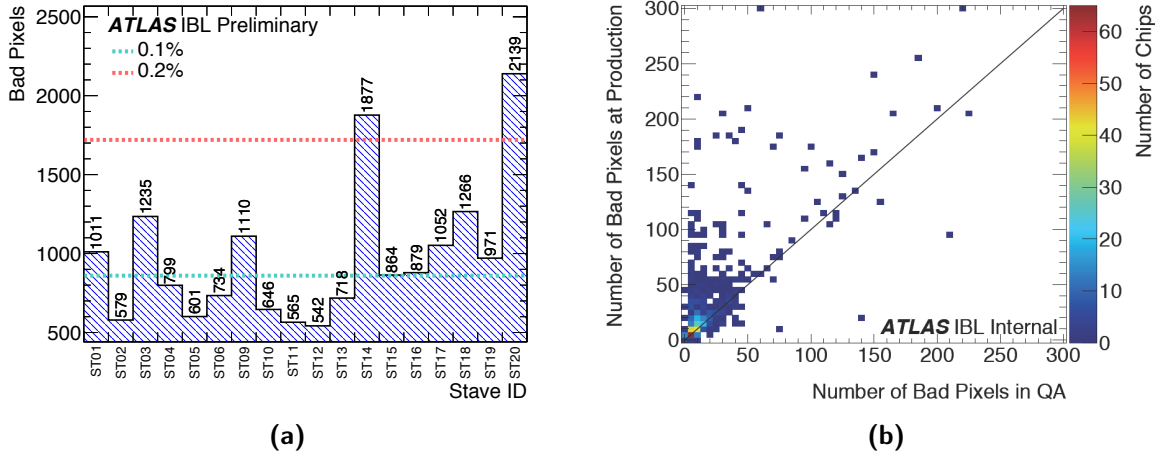 ATLAS IBL Preliminary
0.1%
0.2%
Bad Pixels
2500
2000
1500
1000
500
1011
579
1235
799
601
734
1110
646
565
542
718
1877
864
879
1052
1266
971
2139
ST01
ST02
ST03
ST04
ST05
ST06
ST09
ST10
ST11
ST12
ST13
ST14
ST15
ST16
ST17
ST18
ST19
ST20
Stave ID
(a)
Number of Bad Pixels at Production
300
250
200
150
100
50
0
ATLAS IBL Internal
0 50 100 150 200 250 300
Number of Bad Pixels in QA
60
50
40
30
20
10
0
Number of Chips
(b)